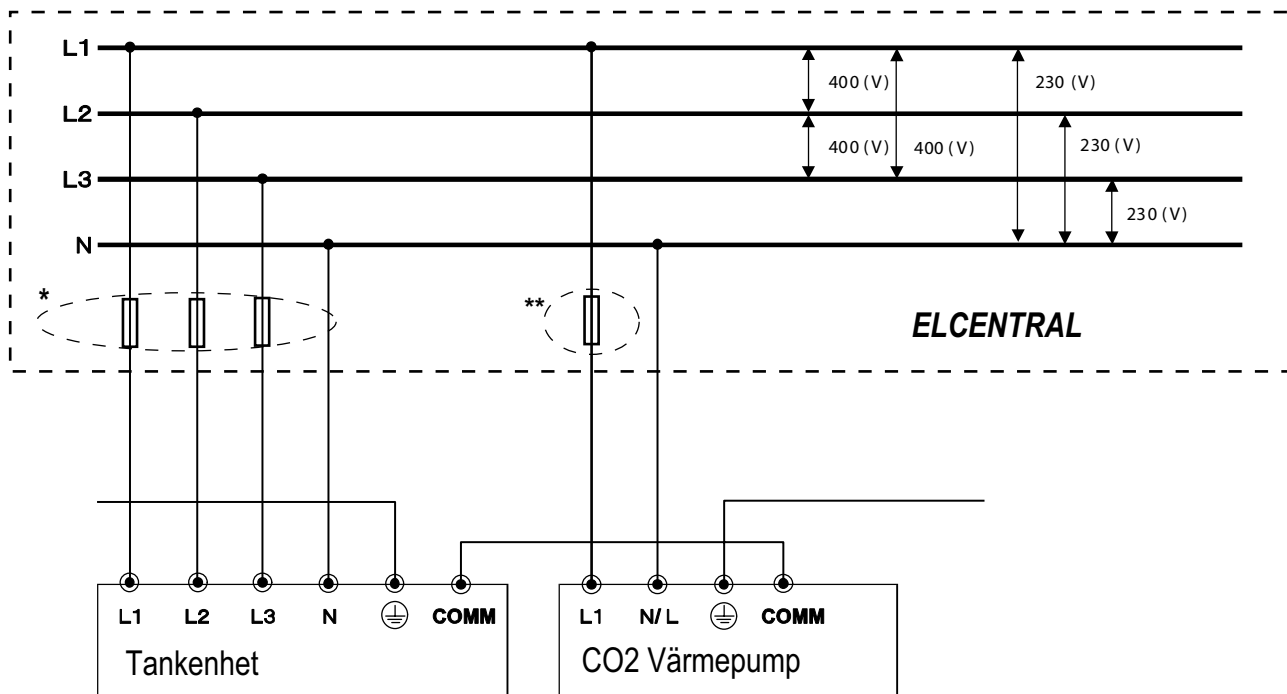 L1
400 (V)
230 (V)
L2
400 (V)
400 (V)
230 (V)
L3
230 (V)
N
*
**
ELCENTRAL
L1 L2 L3 N COMM
Tankenhet
L1 N/L COMM
CO2 Värmepump